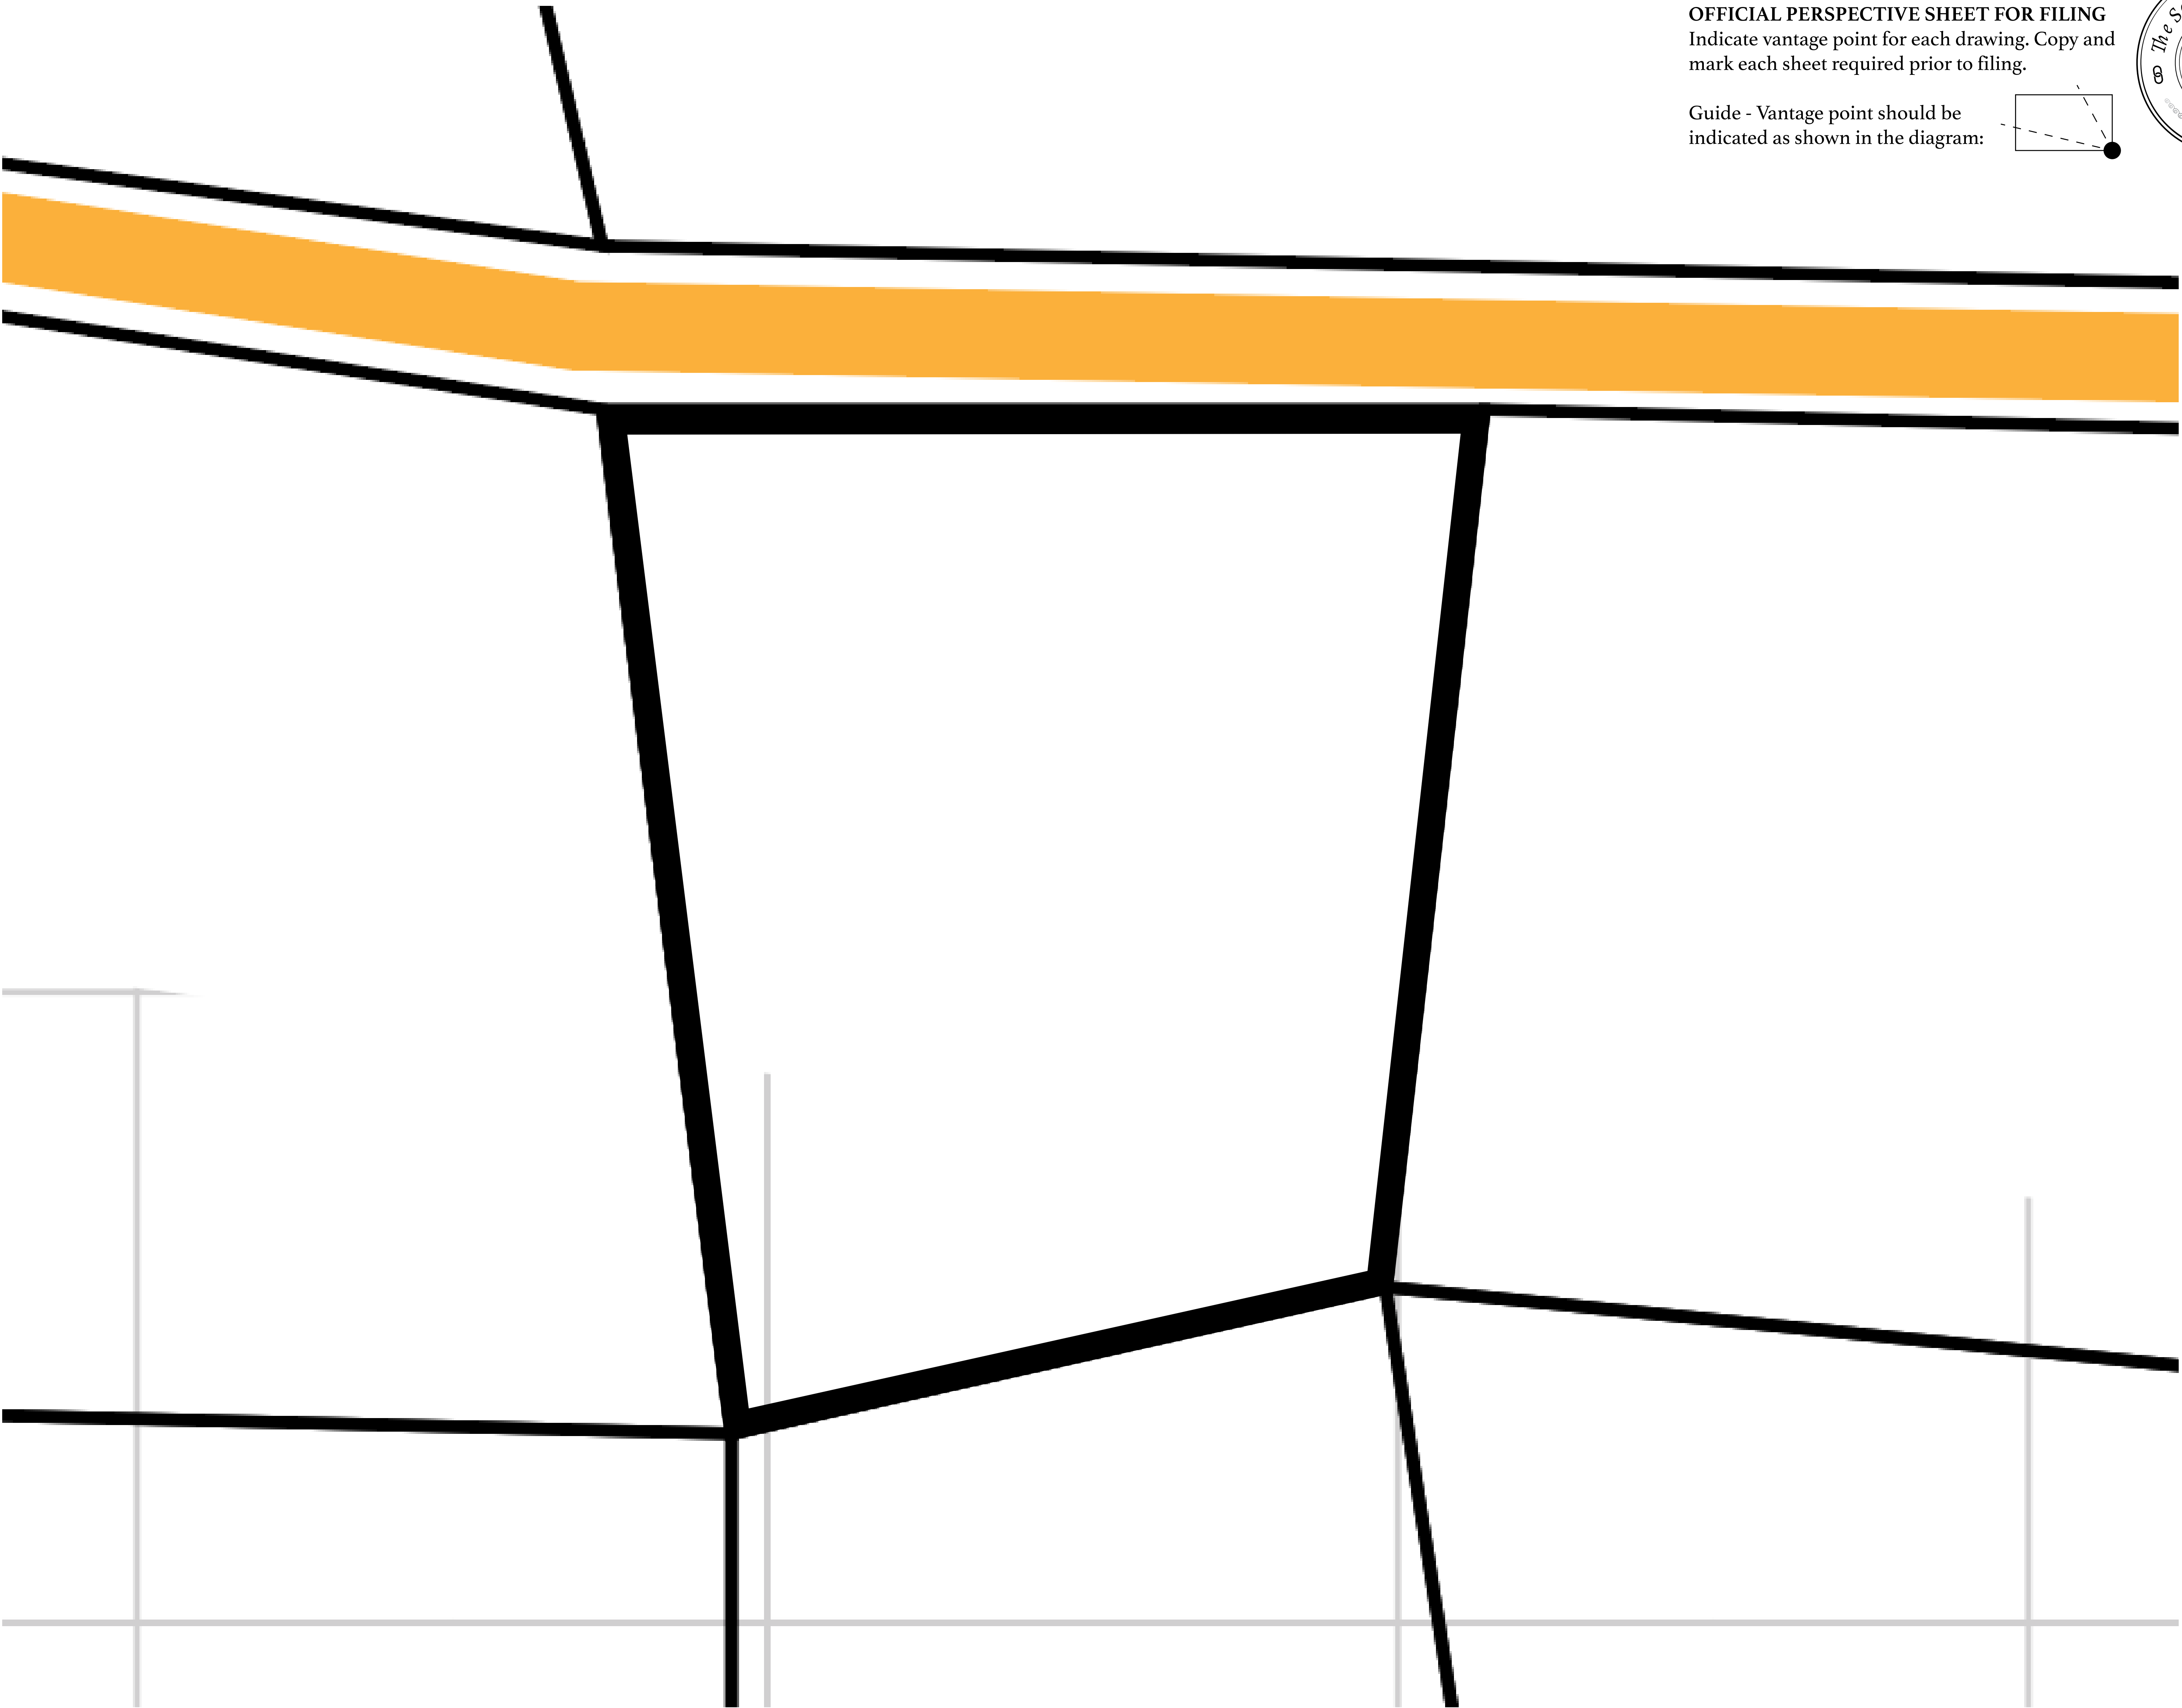 OFFICIAL PERSPECTIVE SHEET FOR FILING
Indicate vantage point for each drawing. Copy and
mark each sheet required prior to filing.
Guide - Vantage point should be
indicated as shown in the diagram:
The